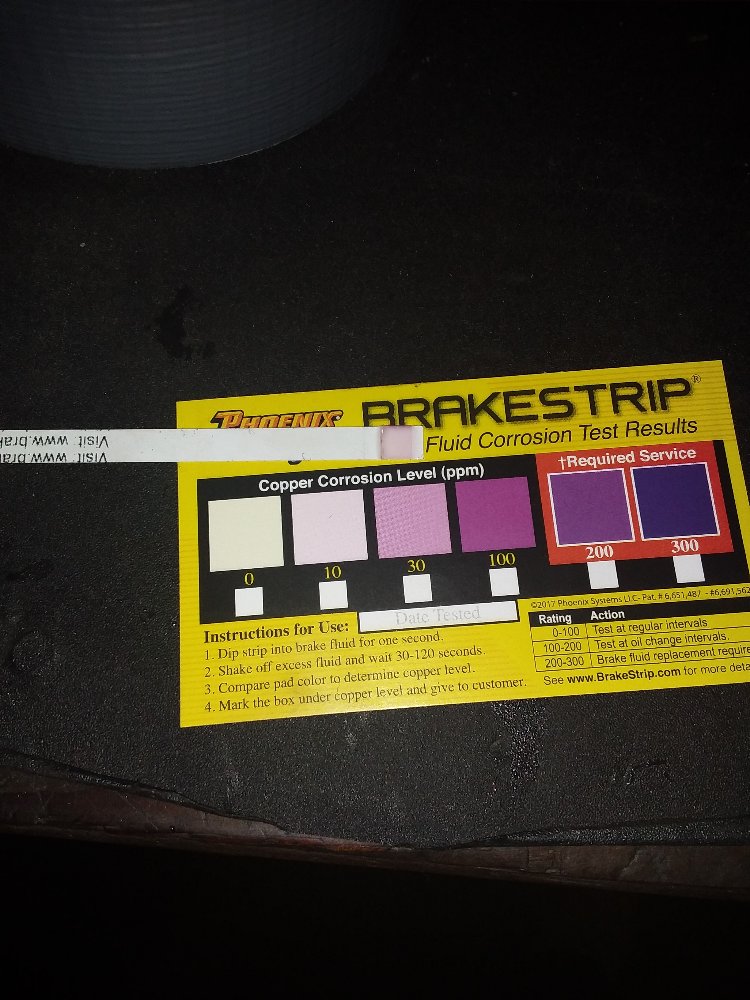 PHOENIX
BRAKESTRIP®
Fluid Corrosion Test Results
Visit: www.brak
Visit: www.brak
Copper Corrosion Level (ppm)
†Required Service
0
10
30
100
200
300
Date Tested
©2017 Phoenix Systems LLC- Pat. # 6,651,487 - #6,691,562
Instructions for Use:
1. Dip strip into brake fluid for one second.
2. Shake off excess fluid and wait 30-120 seconds.
3. Compare pad color to determine copper level.
4. Mark the box under copper level and give to customer.
Rating Action
0-100 Test at regular intervals
100-200 Test at oil change intervals.
200-300 Brake fluid replacement require
See www.BrakeStrip.com for more deta